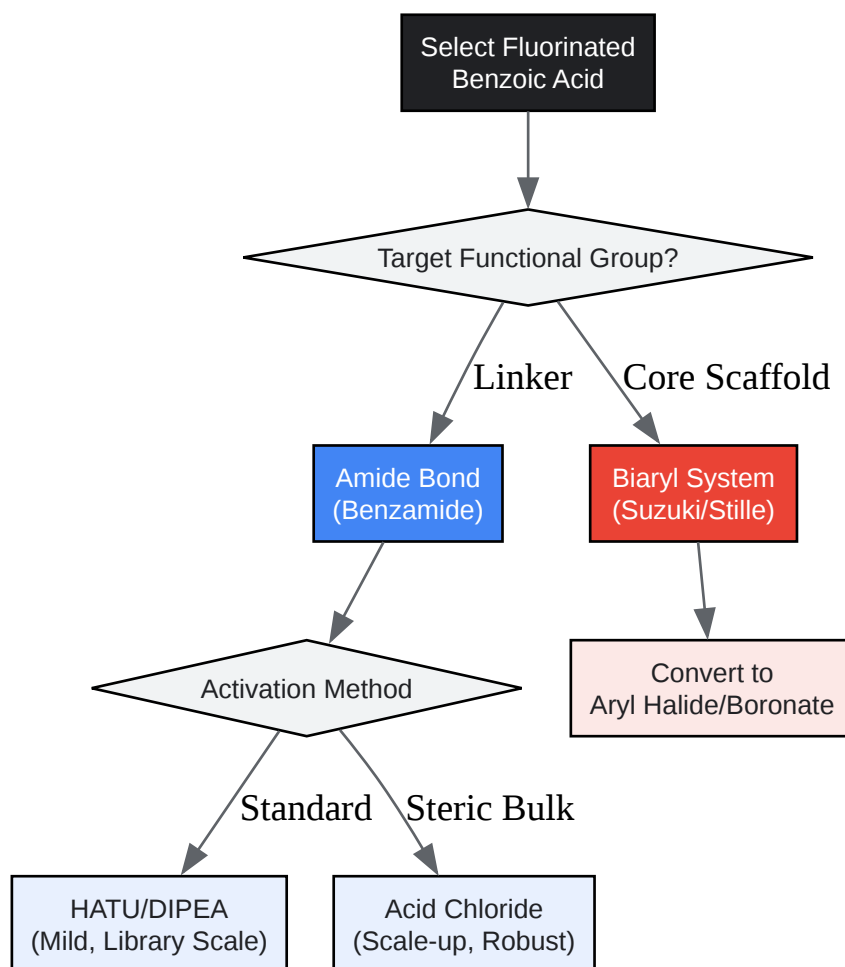 Select Fluorinated
Benzoic Acid
Target Functional Group?
Linker
Core Scaffold
Amide Bond
(Benzamide)
Biaryl System
(Suzuki/Stille)
Activation Method
Convert to
Aryl Halide/Boronate
Standard
Steric Bulk
HATU/DIPEA
(Mild, Library Scale)
Acid Chloride
(Scale-up, Robust)